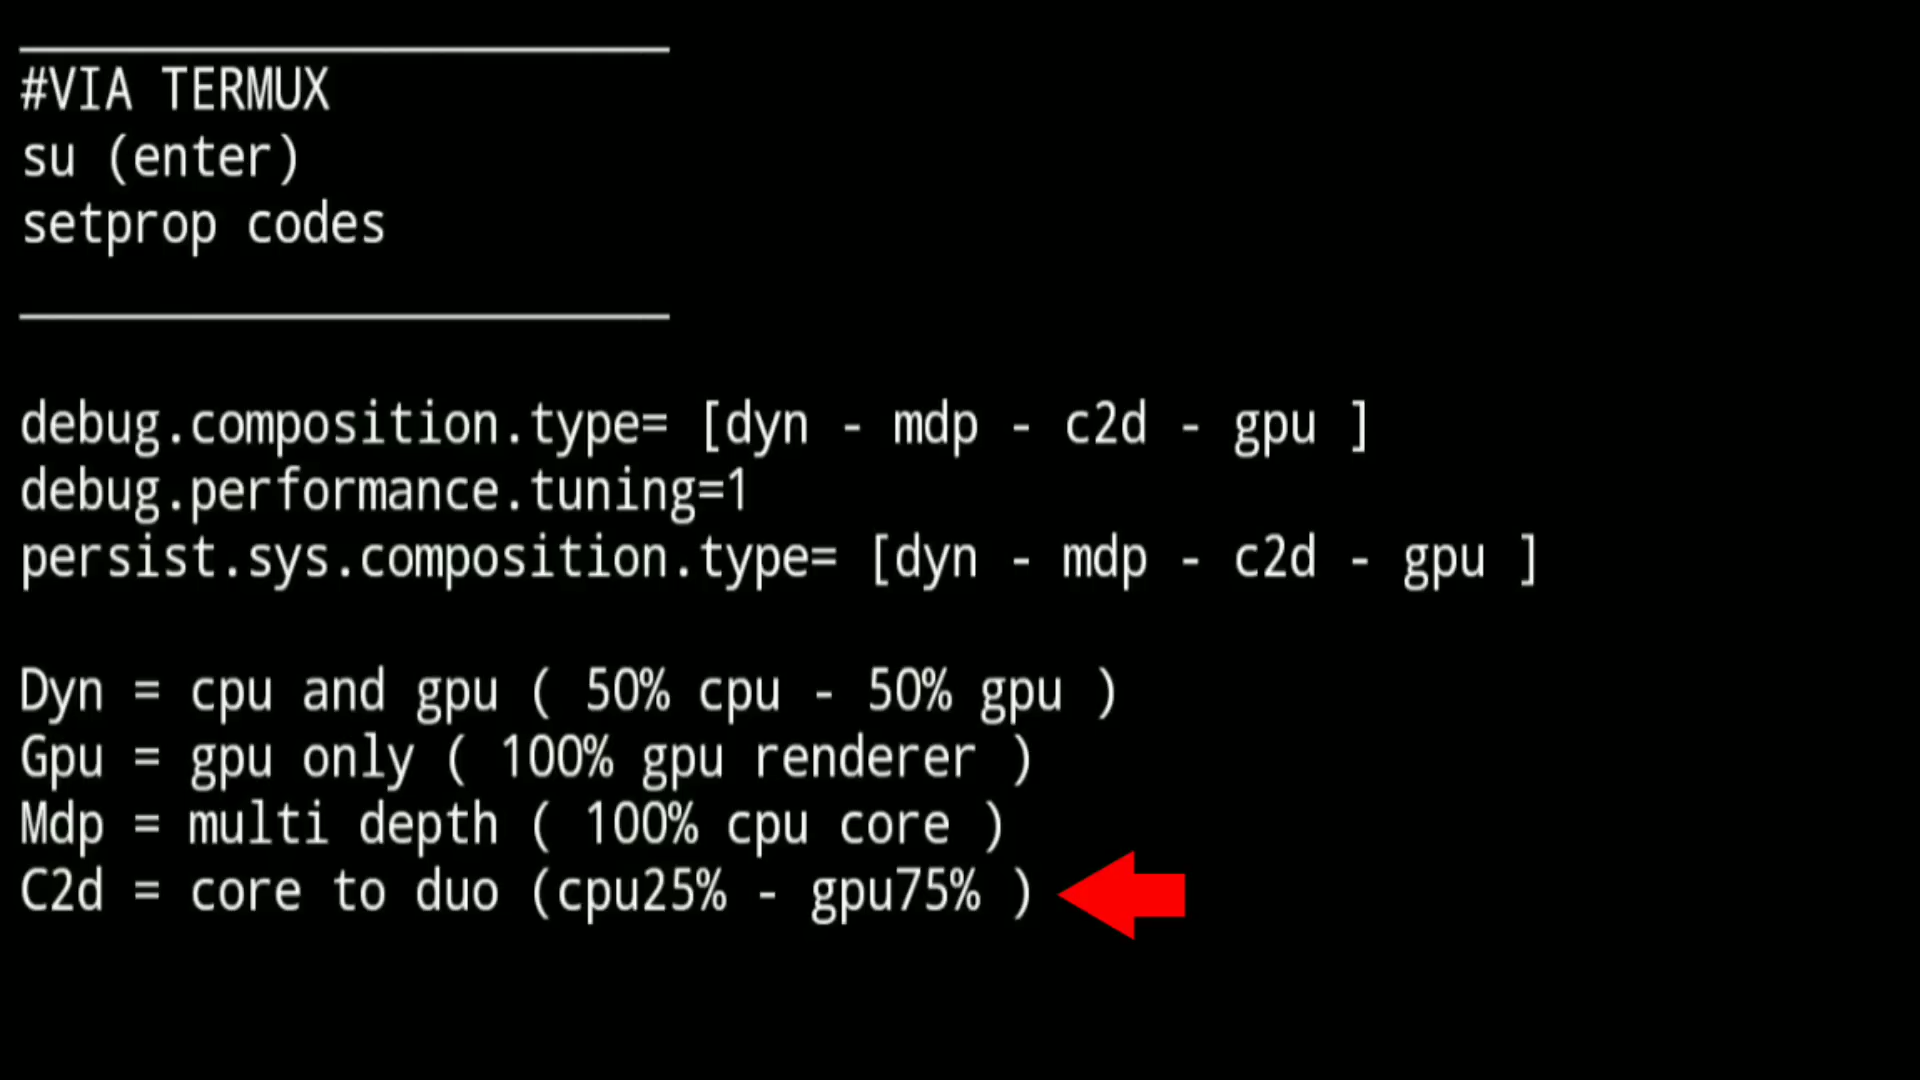 #VIA TERMUX
su (enter)
setprop codes
debug.composition.type= [dyn - mdp - c2d - gpu ]
debug.performance.tuning=1
persist.sys.composition.type= [dyn - mdp - c2d - gpu ]
Dyn = cpu and gpu ( 50% cpu - 50% gpu )
Gpu = gpu only ( 100% gpu renderer )
Mdp = multi depth ( 100% cpu core )
C2d = core to duo (cpu25% - gpu75% )